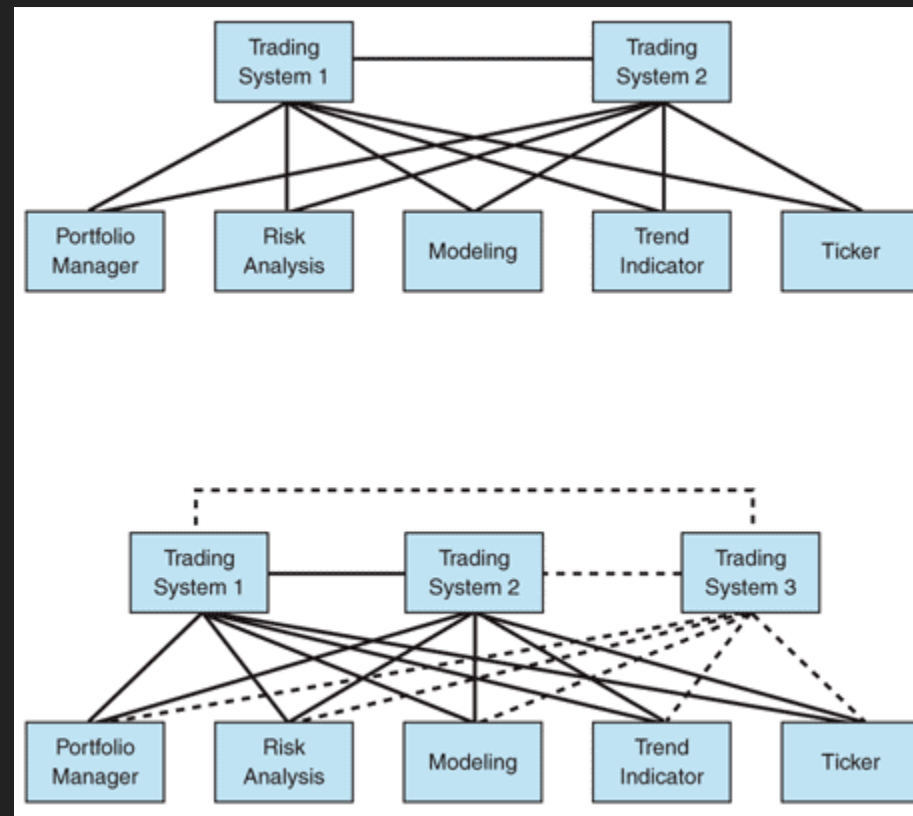 Trading
System 1
Trading
System 2
Portfolio
Manager
Risk
Analysis
Modeling
Trend
Indicator
Ticker
Trading
System 1
Trading
System 2
Trading
System 3
Portfolio
Manager
Risk
Analysis
Modeling
Trend
Indicator
Ticker